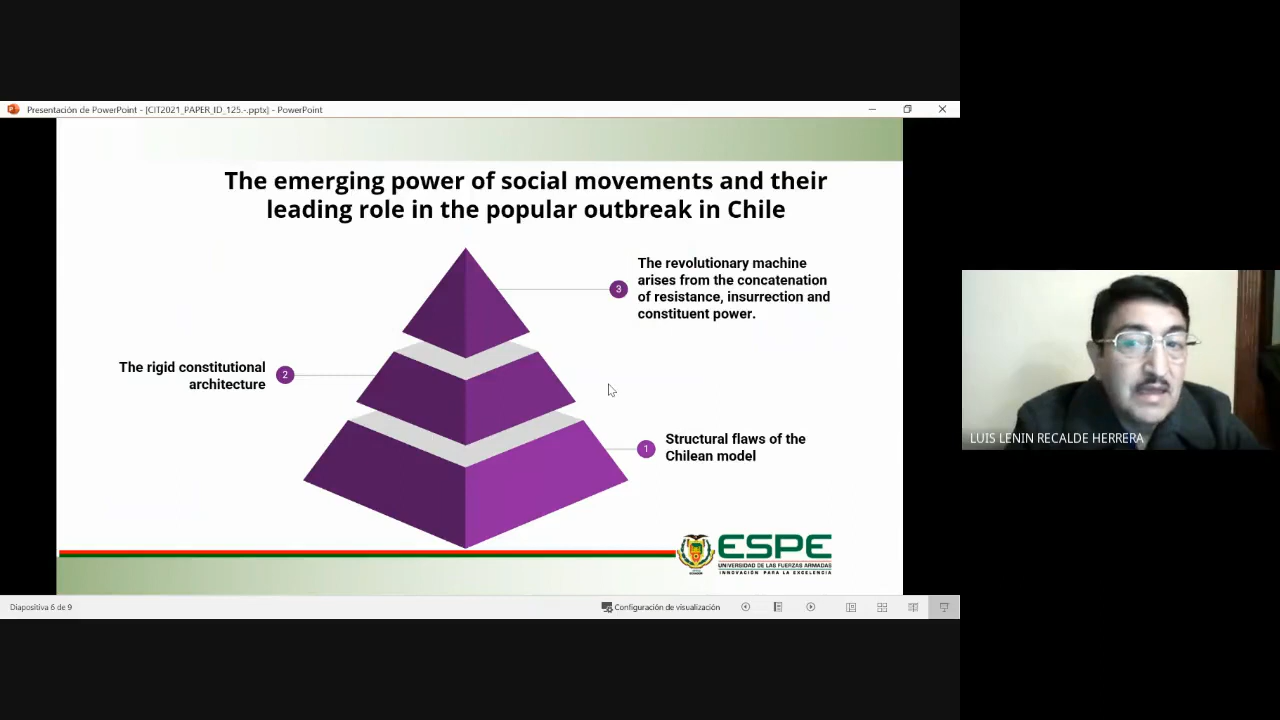 Presentación de PowerPoint - [CIT2021_PAPER_ID_125.-.pptx] - PowerPoint
The emerging power of social movements and their
leading role in the popular outbreak in Chile
The revolutionary machine
arises from the concatenation
of resistance, insurrection and
constituent power.
3
The rigid constitutional
architecture
2
1
Structural flaws of the
Chilean model
ESPE
UNIVERSIDAD DE LAS FUERZAS ARMADAS
INNOVACIÓN PARA LA EXCELENCIA
LUIS LENIN RECALDE HERRERA
Diapositiva 6 de 9
Configuración de visualización